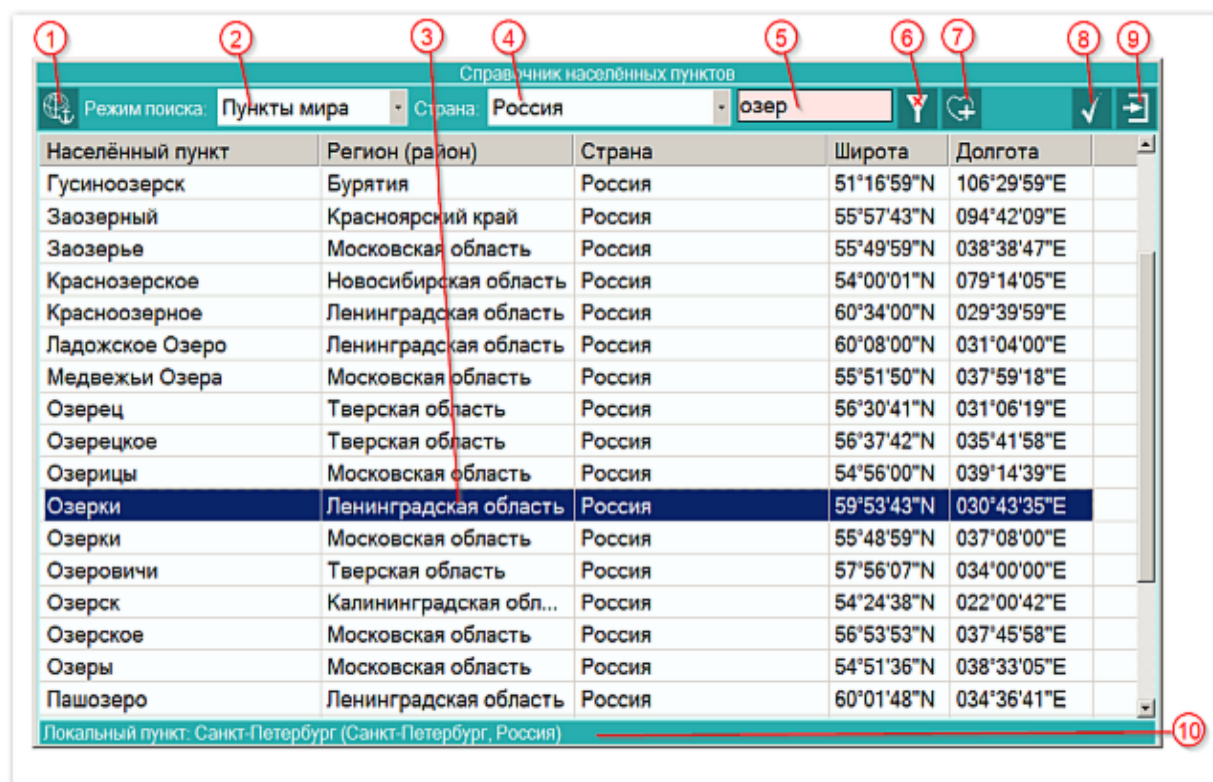 1 2 3 4 5 6 7 8 9
Справочник населённых пунктов
Режим поиска: Пункты мира Страна: Россия озер
Населённый пункт Регион (район) Страна Широта Долгота
Гусиноозерск Бурятия Россия 51°16'59"N 106°29'59"E
Заозерный Красноярский край Россия 55°57'43"N 094°42'09"E
Заозерье Московская область Россия 55°49'59"N 038°38'47"E
Краснозерское Новосибирская область Россия 54°00'01"N 079°14'05"E
Красноозерное Ленинградская область Россия 60°34'00"N 029°39'59"E
Ладожское Озеро Ленинградская область Россия 60°08'00"N 031°04'00"E
Медвежьи Озера Московская область Россия 55°51'50"N 037°59'18"E
Озерец Тверская область Россия 56°30'41"N 031°06'19"E
Озерецкое Тверская область Россия 56°37'42"N 035°41'58"E
Озерицы Московская область Россия 54°56'00"N 039°14'39"E
Озерки Ленинградская область Россия 59°53'43"N 030°43'35"E
Озерки Московская область Россия 55°48'59"N 037°08'00"E
Озеровичи Тверская область Россия 57°56'07"N 034°00'00"E
Озерск Калининградская обл... Россия 54°24'38"N 022°00'42"E
Озерское Московская область Россия 56°53'53"N 037°45'58"E
Озеры Московская область Россия 54°51'36"N 038°33'05"E
Пашозеро Ленинградская область Россия 60°01'48"N 034°36'41"E
Локальный пункт: Санкт-Петербург (Санкт-Петербург, Россия) 10